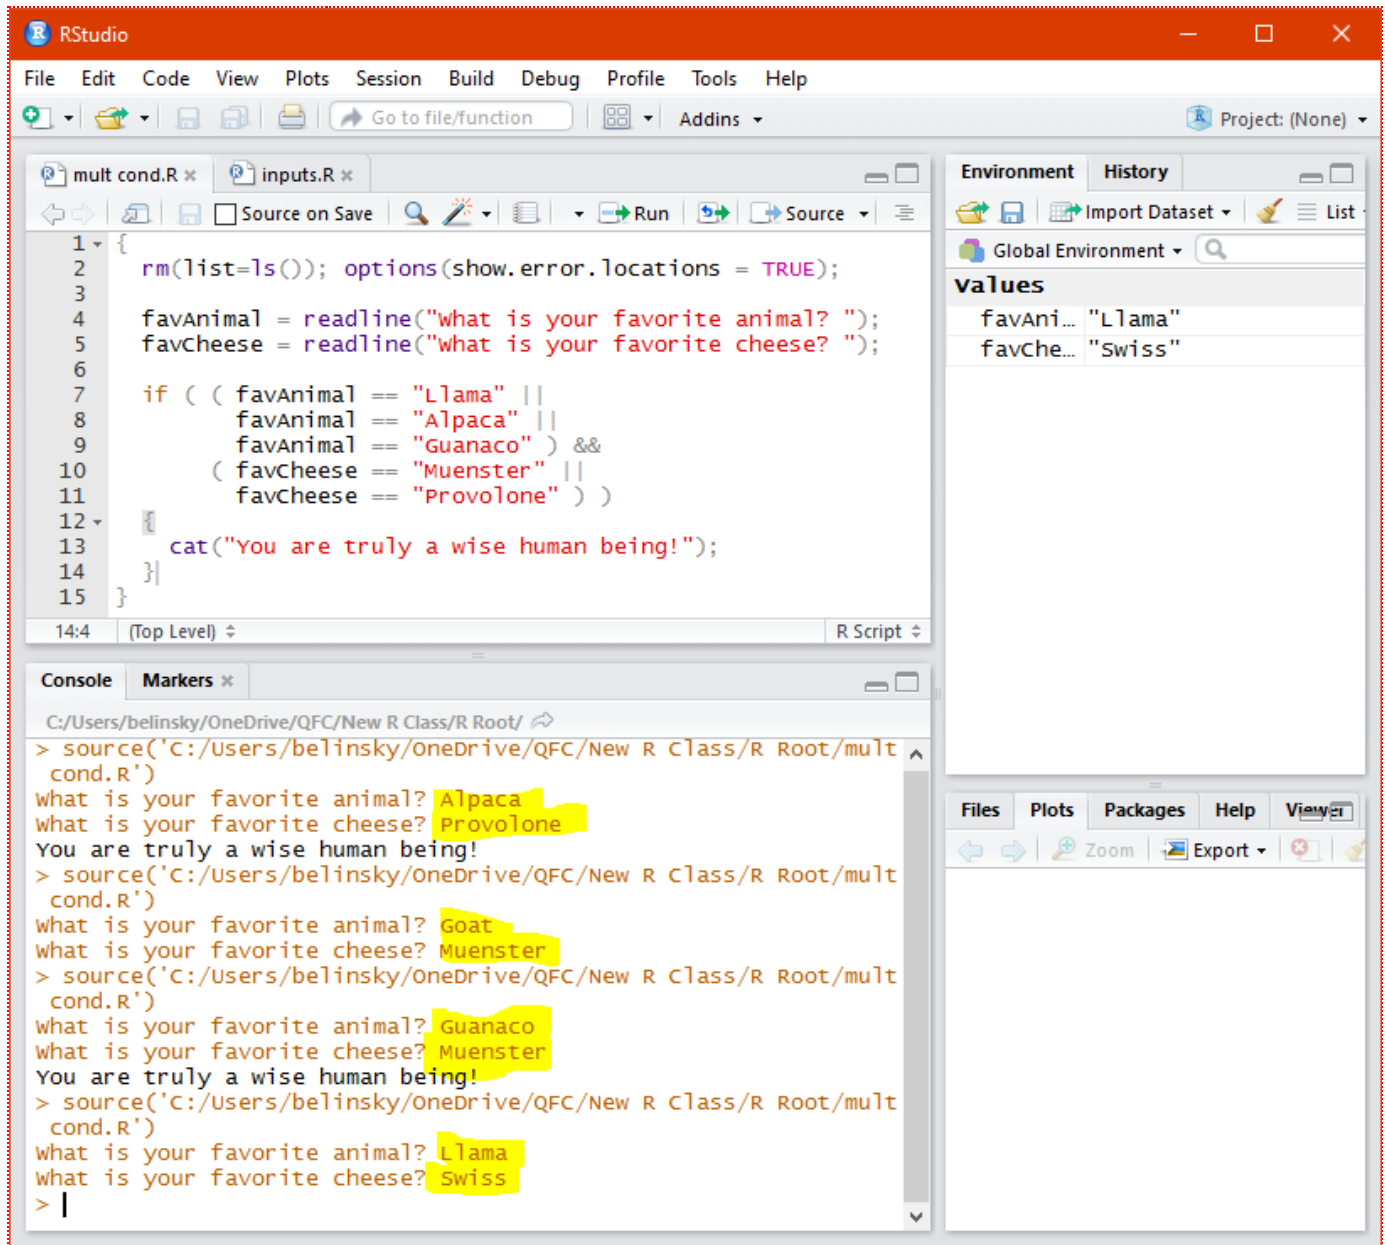 RStudio
File Edit Code View Plots Session Build Debug Profile Tools Help
Go to file/function Addins Project: (None)
mult cond.R inputs.R
Source on Save Run Source
1 {
2 rm(list=ls()); options(show.error.locations = TRUE);
3
4 favAnimal = readline("What is your favorite animal? ");
5 favCheese = readline("What is your favorite cheese? ");
6
7 if ( ( favAnimal == "Llama" ||
8 favAnimal == "Alpaca" ||
9 favAnimal == "Guanaco" ) &&
10 ( favCheese == "Muenster" ||
11 favCheese == "Provolone" ) )
12 {
13 cat("You are truly a wise human being!");
14 }
15 }
14:4 (Top Level) R Script
Console Markers
C:/Users/belinsky/OneDrive/QFC/New R Class/R Root/
> source('C:/Users/belinsky/OneDrive/QFC/New R Class/R Root/mult
cond.R')
What is your favorite animal? Alpaca
What is your favorite cheese? Provolone
You are truly a wise human being!
> source('C:/Users/belinsky/OneDrive/QFC/New R Class/R Root/mult
cond.R')
What is your favorite animal? Goat
What is your favorite cheese? Muenster
> source('C:/Users/belinsky/OneDrive/QFC/New R Class/R Root/mult
cond.R')
What is your favorite animal? Guanaco
What is your favorite cheese? Muenster
You are truly a wise human being!
> source('C:/Users/belinsky/OneDrive/QFC/New R Class/R Root/mult
cond.R')
What is your favorite animal? Llama
What is your favorite cheese? Swiss
>
Environment History
Import Dataset List
Global Environment
Values
favAni… "Llama"
favChe… "Swiss"
Files Plots Packages Help Viewer
Zoom Export